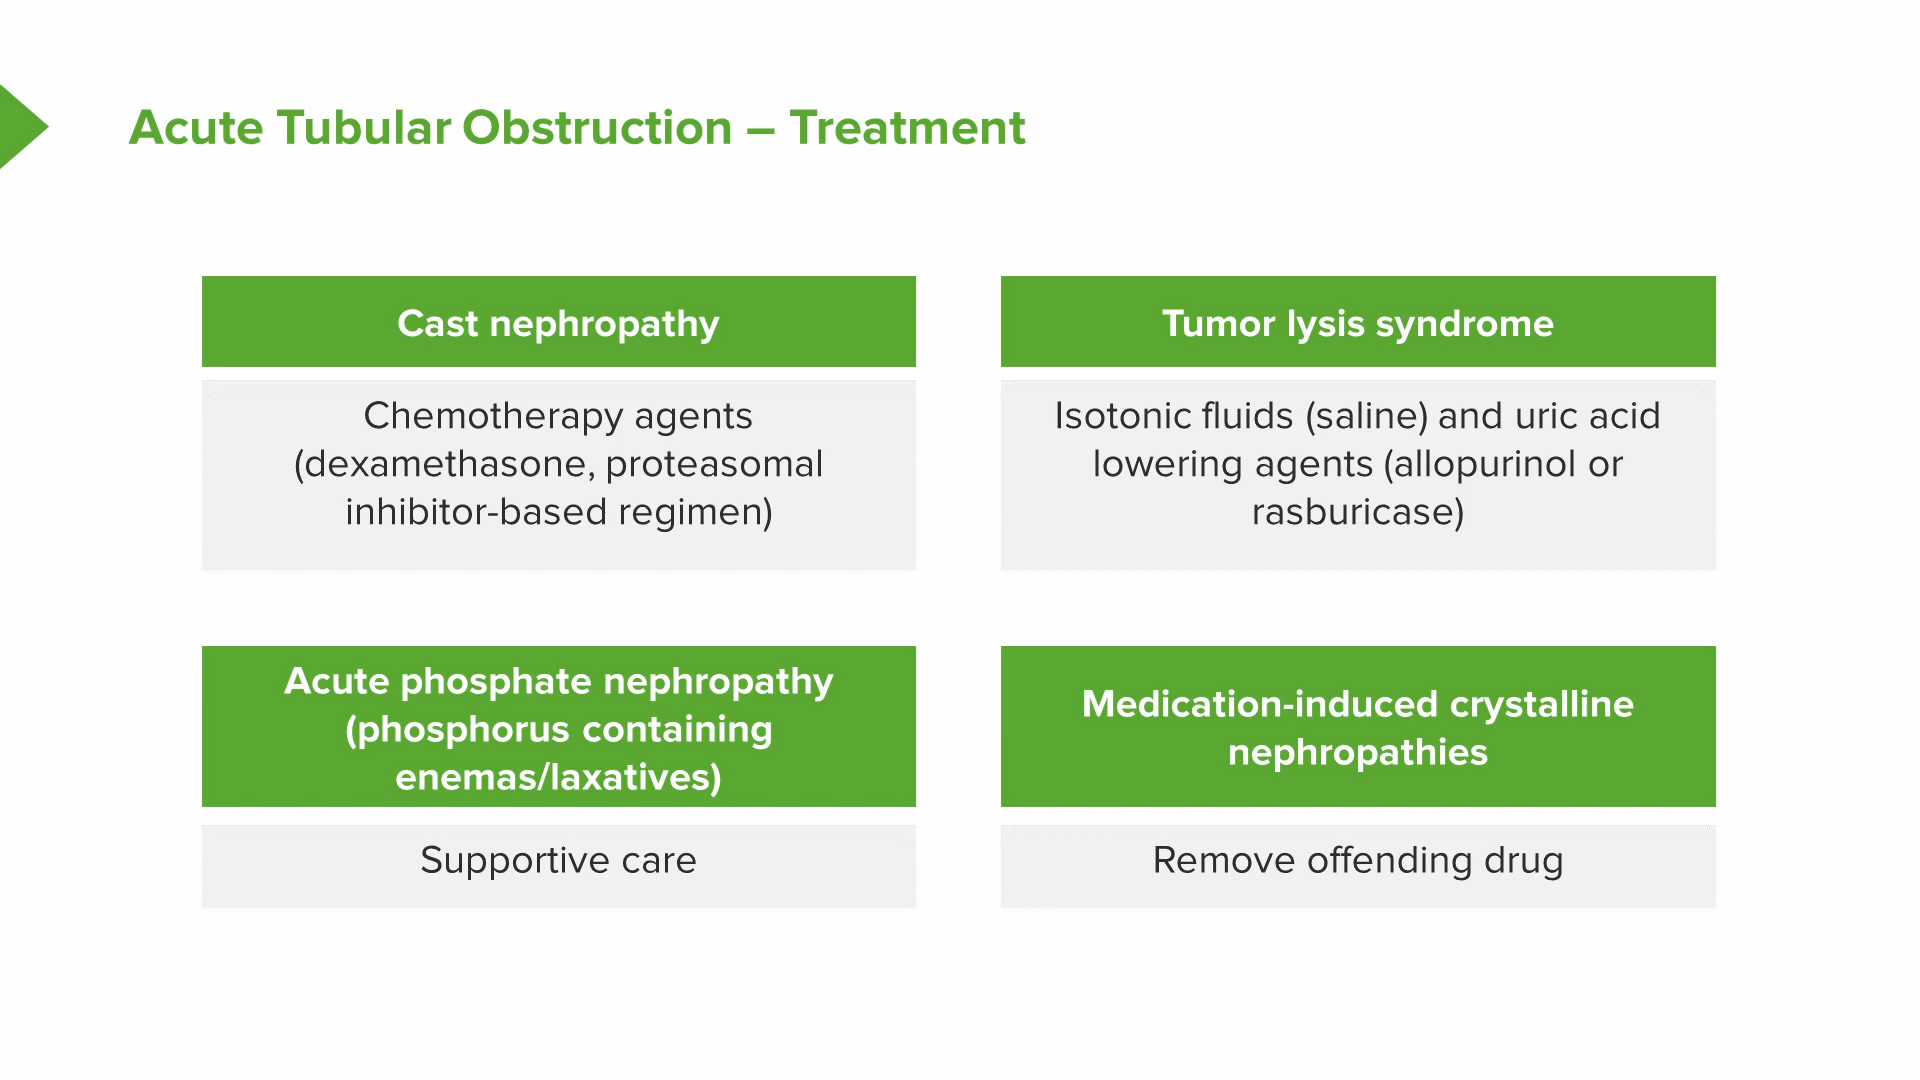 Acute Tubular Obstruction – Treatment
Cast nephropathy
Chemotherapy agents
(dexamethasone, proteasomal
inhibitor-based regimen)
Tumor lysis syndrome
Isotonic fluids (saline) and uric acid
lowering agents (allopurinol or
rasburicase)
Acute phosphate nephropathy
(phosphorus containing
enemas/laxatives)
Supportive care
Medication-induced crystalline
nephropathies
Remove offending drug